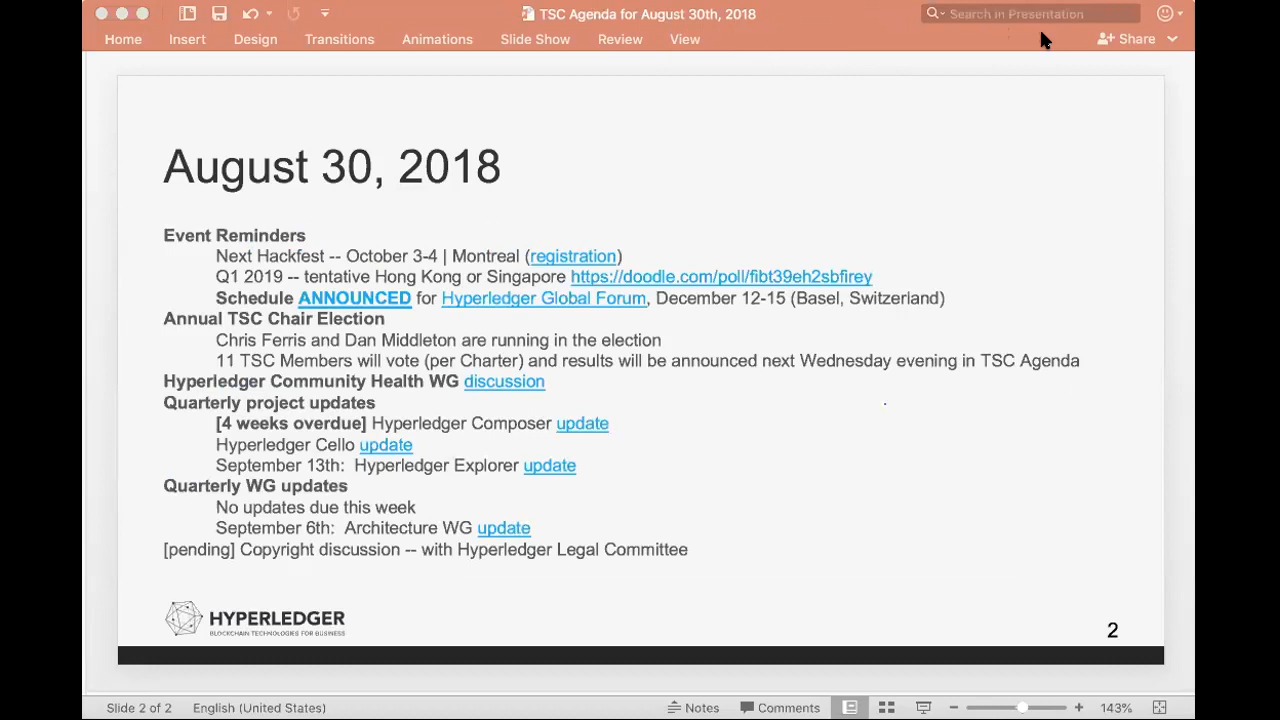 TSC Agenda for August 30th, 2018
Search in Presentation
Home Insert Design Transitions Animations Slide Show Review View Share
August 30, 2018
Event Reminders
Next Hackfest -- October 3-4 | Montreal (registration)
Q1 2019 -- tentative Hong Kong or Singapore https://doodle.com/poll/fibt39eh2sbfirey
Schedule ANNOUNCED for Hyperledger Global Forum, December 12-15 (Basel, Switzerland)
Annual TSC Chair Election
Chris Ferris and Dan Middleton are running in the election
11 TSC Members will vote (per Charter) and results will be announced next Wednesday evening in TSC Agenda
Hyperledger Community Health WG discussion
Quarterly project updates
[4 weeks overdue] Hyperledger Composer update
Hyperledger Cello update
September 13th: Hyperledger Explorer update
Quarterly WG updates
No updates due this week
September 6th: Architecture WG update
[pending] Copyright discussion -- with Hyperledger Legal Committee
HYPERLEDGER
BLOCKCHAIN TECHNOLOGIES FOR BUSINESS
2
Slide 2 of 2 English (United States) Notes Comments 143%